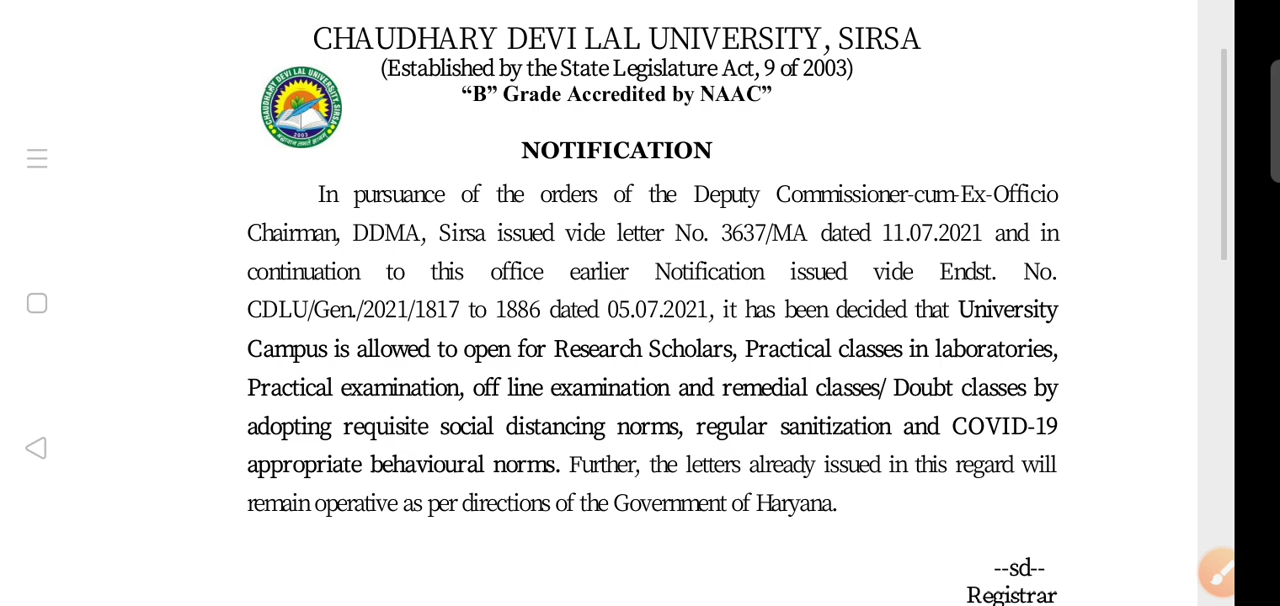 CHAUDHARY DEVI LAL UNIVERSITY, SIRSA
(Established by the State Legislature Act, 9 of 2003)
“B” Grade Accredited by NAAC”
CHAUDHARY DEVI LAL UNIVERSITY, SIRSA
2003
NOTIFICATION
In pursuance of the orders of the Deputy Commissioner-cum-Ex-Officio
Chairman, DDMA, Sirsa issued vide letter No. 3637/MA dated 11.07.2021 and in
continuation to this office earlier Notification issued vide Endst. No.
CDLU/Gen./2021/1817 to 1886 dated 05.07.2021, it has been decided that University
Campus is allowed to open for Research Scholars, Practical classes in laboratories,
Practical examination, off line examination and remedial classes/ Doubt classes by
adopting requisite social distancing norms, regular sanitization and COVID-19
appropriate behavioural norms. Further, the letters already issued in this regard will
remain operative as per directions of the Government of Haryana.
--sd--
Registrar